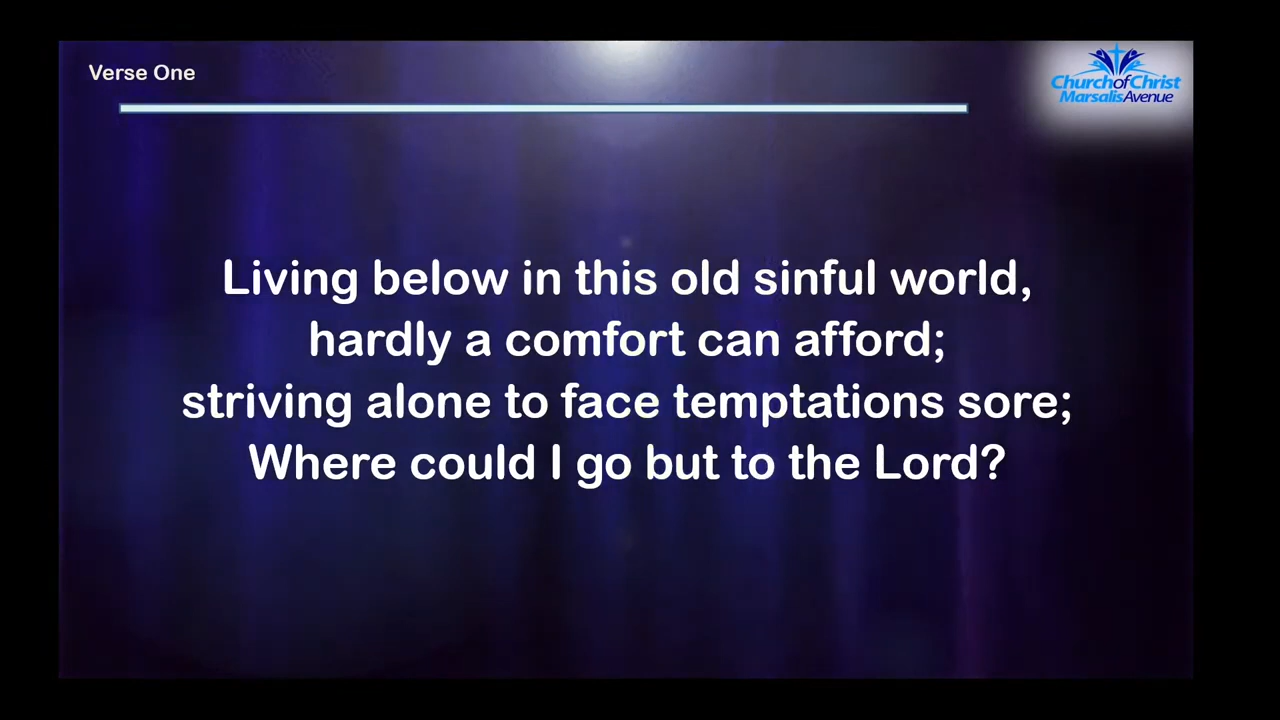 Verse One
Church of Christ
Marsalis Avenue
Living below in this old sinful world,
hardly a comfort can afford;
striving alone to face temptations sore;
Where could I go but to the Lord?